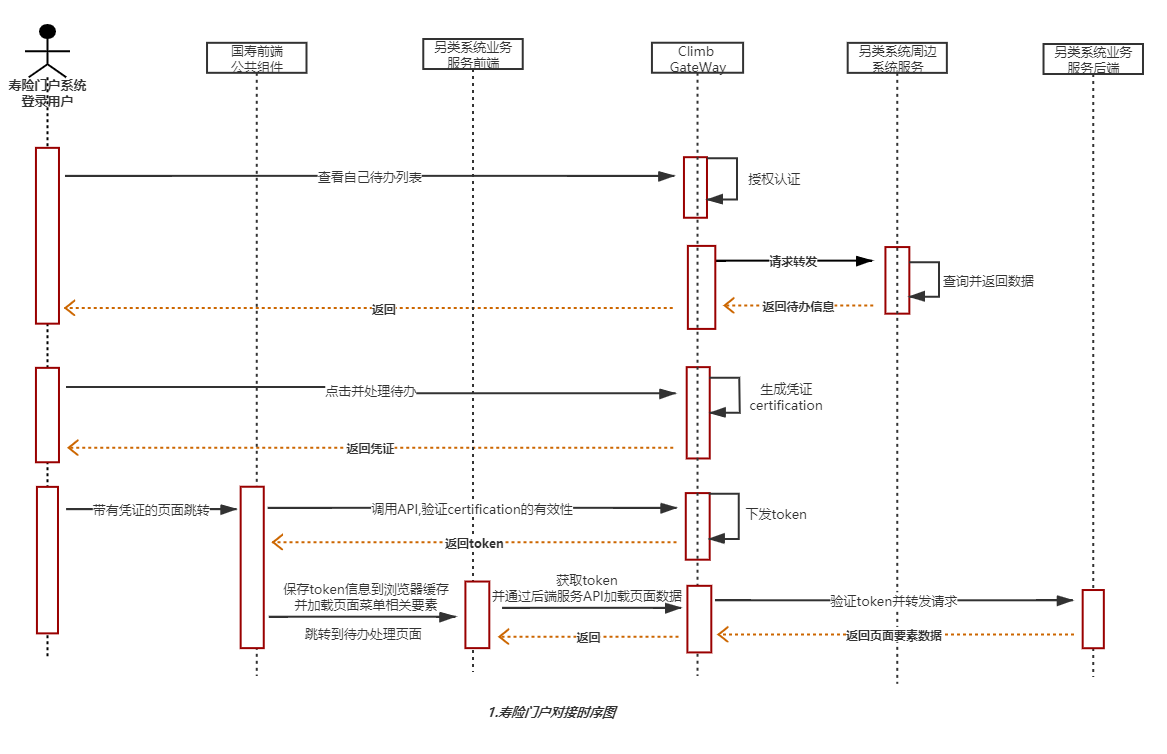 寿险门户系统
登录用户
国寿前端
公共组件
另类系统业务
服务前端
Climb
GateWay
另类系统周边
系统服务
另类系统业务
服务后端
查看自己待办列表
授权认证
请求转发
查询并返回数据
返回
返回待办信息
点击并处理待办
生成凭证
certification
返回凭证
带有凭证的页面跳转
调用API,验证certification的有效性
下发token
返回token
保存token信息到浏览器缓存
并加载页面菜单相关要素
跳转到待办处理页面
获取token
并通过后端服务API加载页面数据
验证token并转发请求
返回
返回页面要素数据
1.寿险门户对接时序图